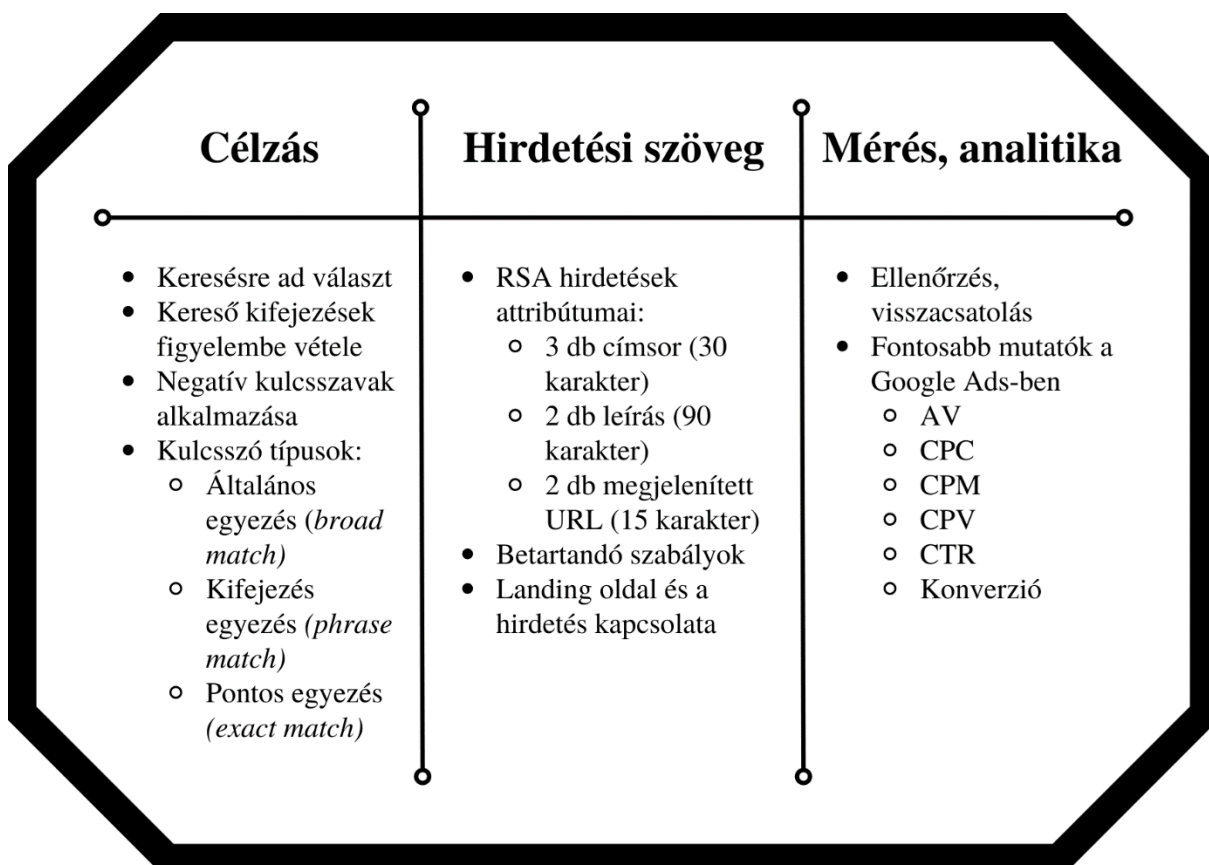 Célzás
Keresésre ad választ
Kereső kifejezések
figyelembe vétele
Negatív kulcsszavak
alkalmazása
Kulcsszó típusok:
Általános
egyezés (broad
match)
Kifejezés
egyezés (phrase
match)
Pontos egyezés
(exact match)
Hirdetési szöveg
RSA hirdetések
attribútumai:
3 db címsor (30
karakter)
2 db leírás (90
karakter)
2 db megjelenített
URL (15 karakter)
Betartandó szabályok
Landing oldal és a
hirdetés kapcsolata
Mérés, analitika
Ellenőrzés,
visszacsatolás
Fontosabb mutatók a
Google Ads-ben
AV
CPC
CPM
CPV
CTR
Konverzió